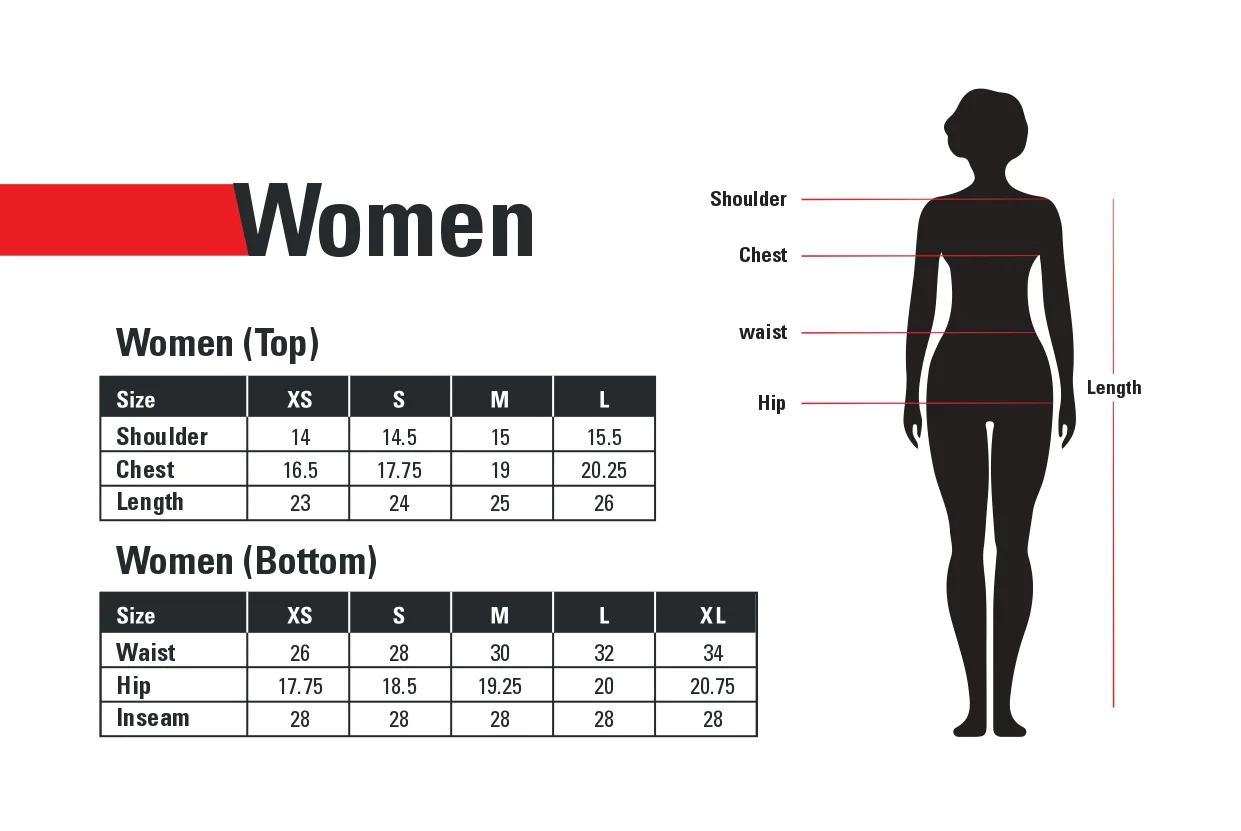 Women
Women (Top)
Size XS S M L
Shoulder 14 14.5 15 15.5
Chest 16.5 17.75 19 20.25
Length 23 24 25 26
Women (Bottom)
Size XS S M L XL
Waist 26 28 30 32 34
Hip 17.75 18.5 19.25 20 20.75
Inseam 28 28 28 28 28
Shoulder
Chest
waist
Hip
Length